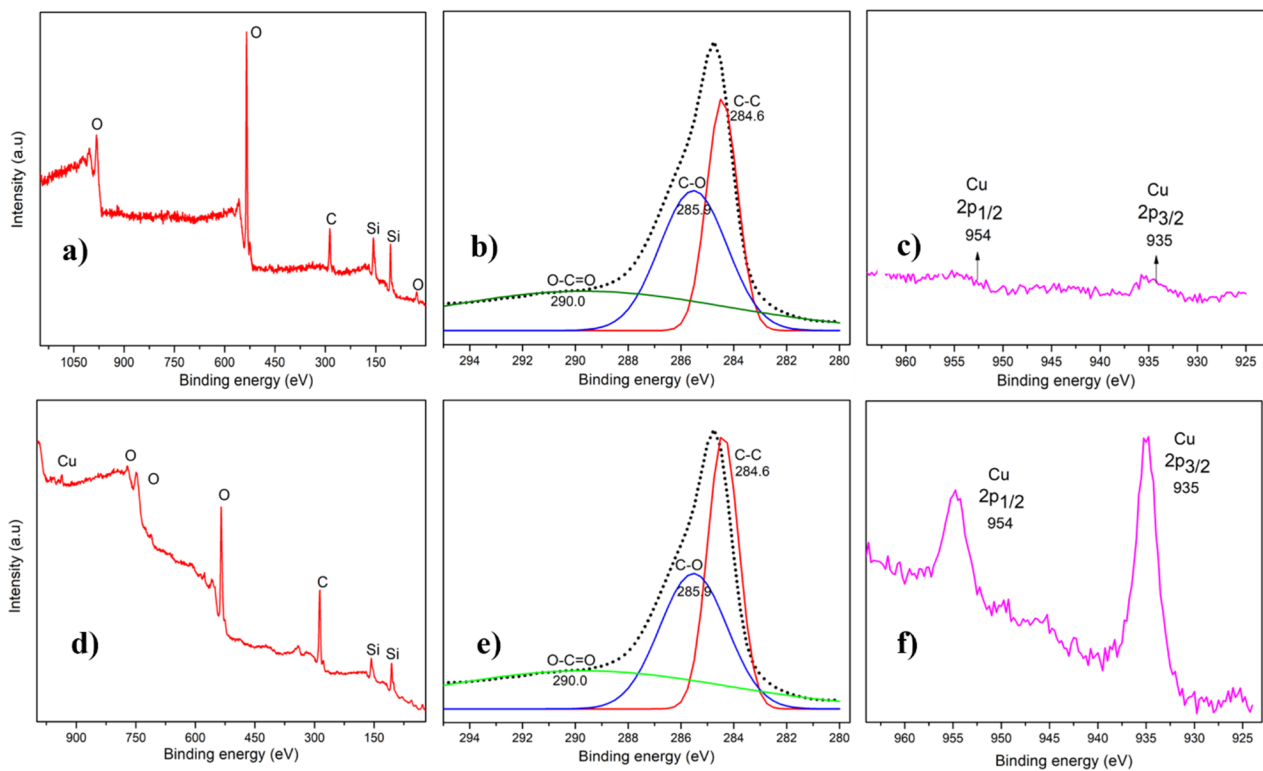 Intensity (a.u)
O
O
C
Si
Si
O
a)
1050 900 750 600 450 300 150
Binding energy (eV)
C-C
284.6
C-O
285.9
O-C=O
290.0
b)
294 292 290 288 286 284 282 280
Binding energy (eV)
Cu
2p1/2
954
Cu
2p3/2
935
c)
960 955 950 945 940 935 930 925
Binding energy (eV)
Intensity (a.u)
Cu
O
O
O
C
Si
Si
d)
900 750 600 450 300 150
Binding energy (eV)
C-C
284.6
C-O
285.9
O-C=O
290.0
e)
294 292 290 288 286 284 282 280
Binding energy (eV)
Cu
2p1/2
954
Cu
2p3/2
935
f)
960 955 950 945 940 935 930 925
Binding energy (eV)